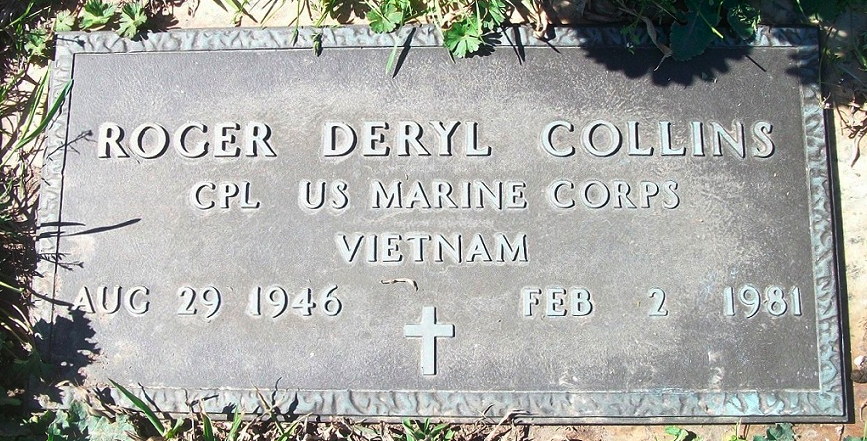 ROGER DERYL COLLINS
CPL US MARINE CORPS
VIETNAM
AUG 29 1946 FEB 2 1981